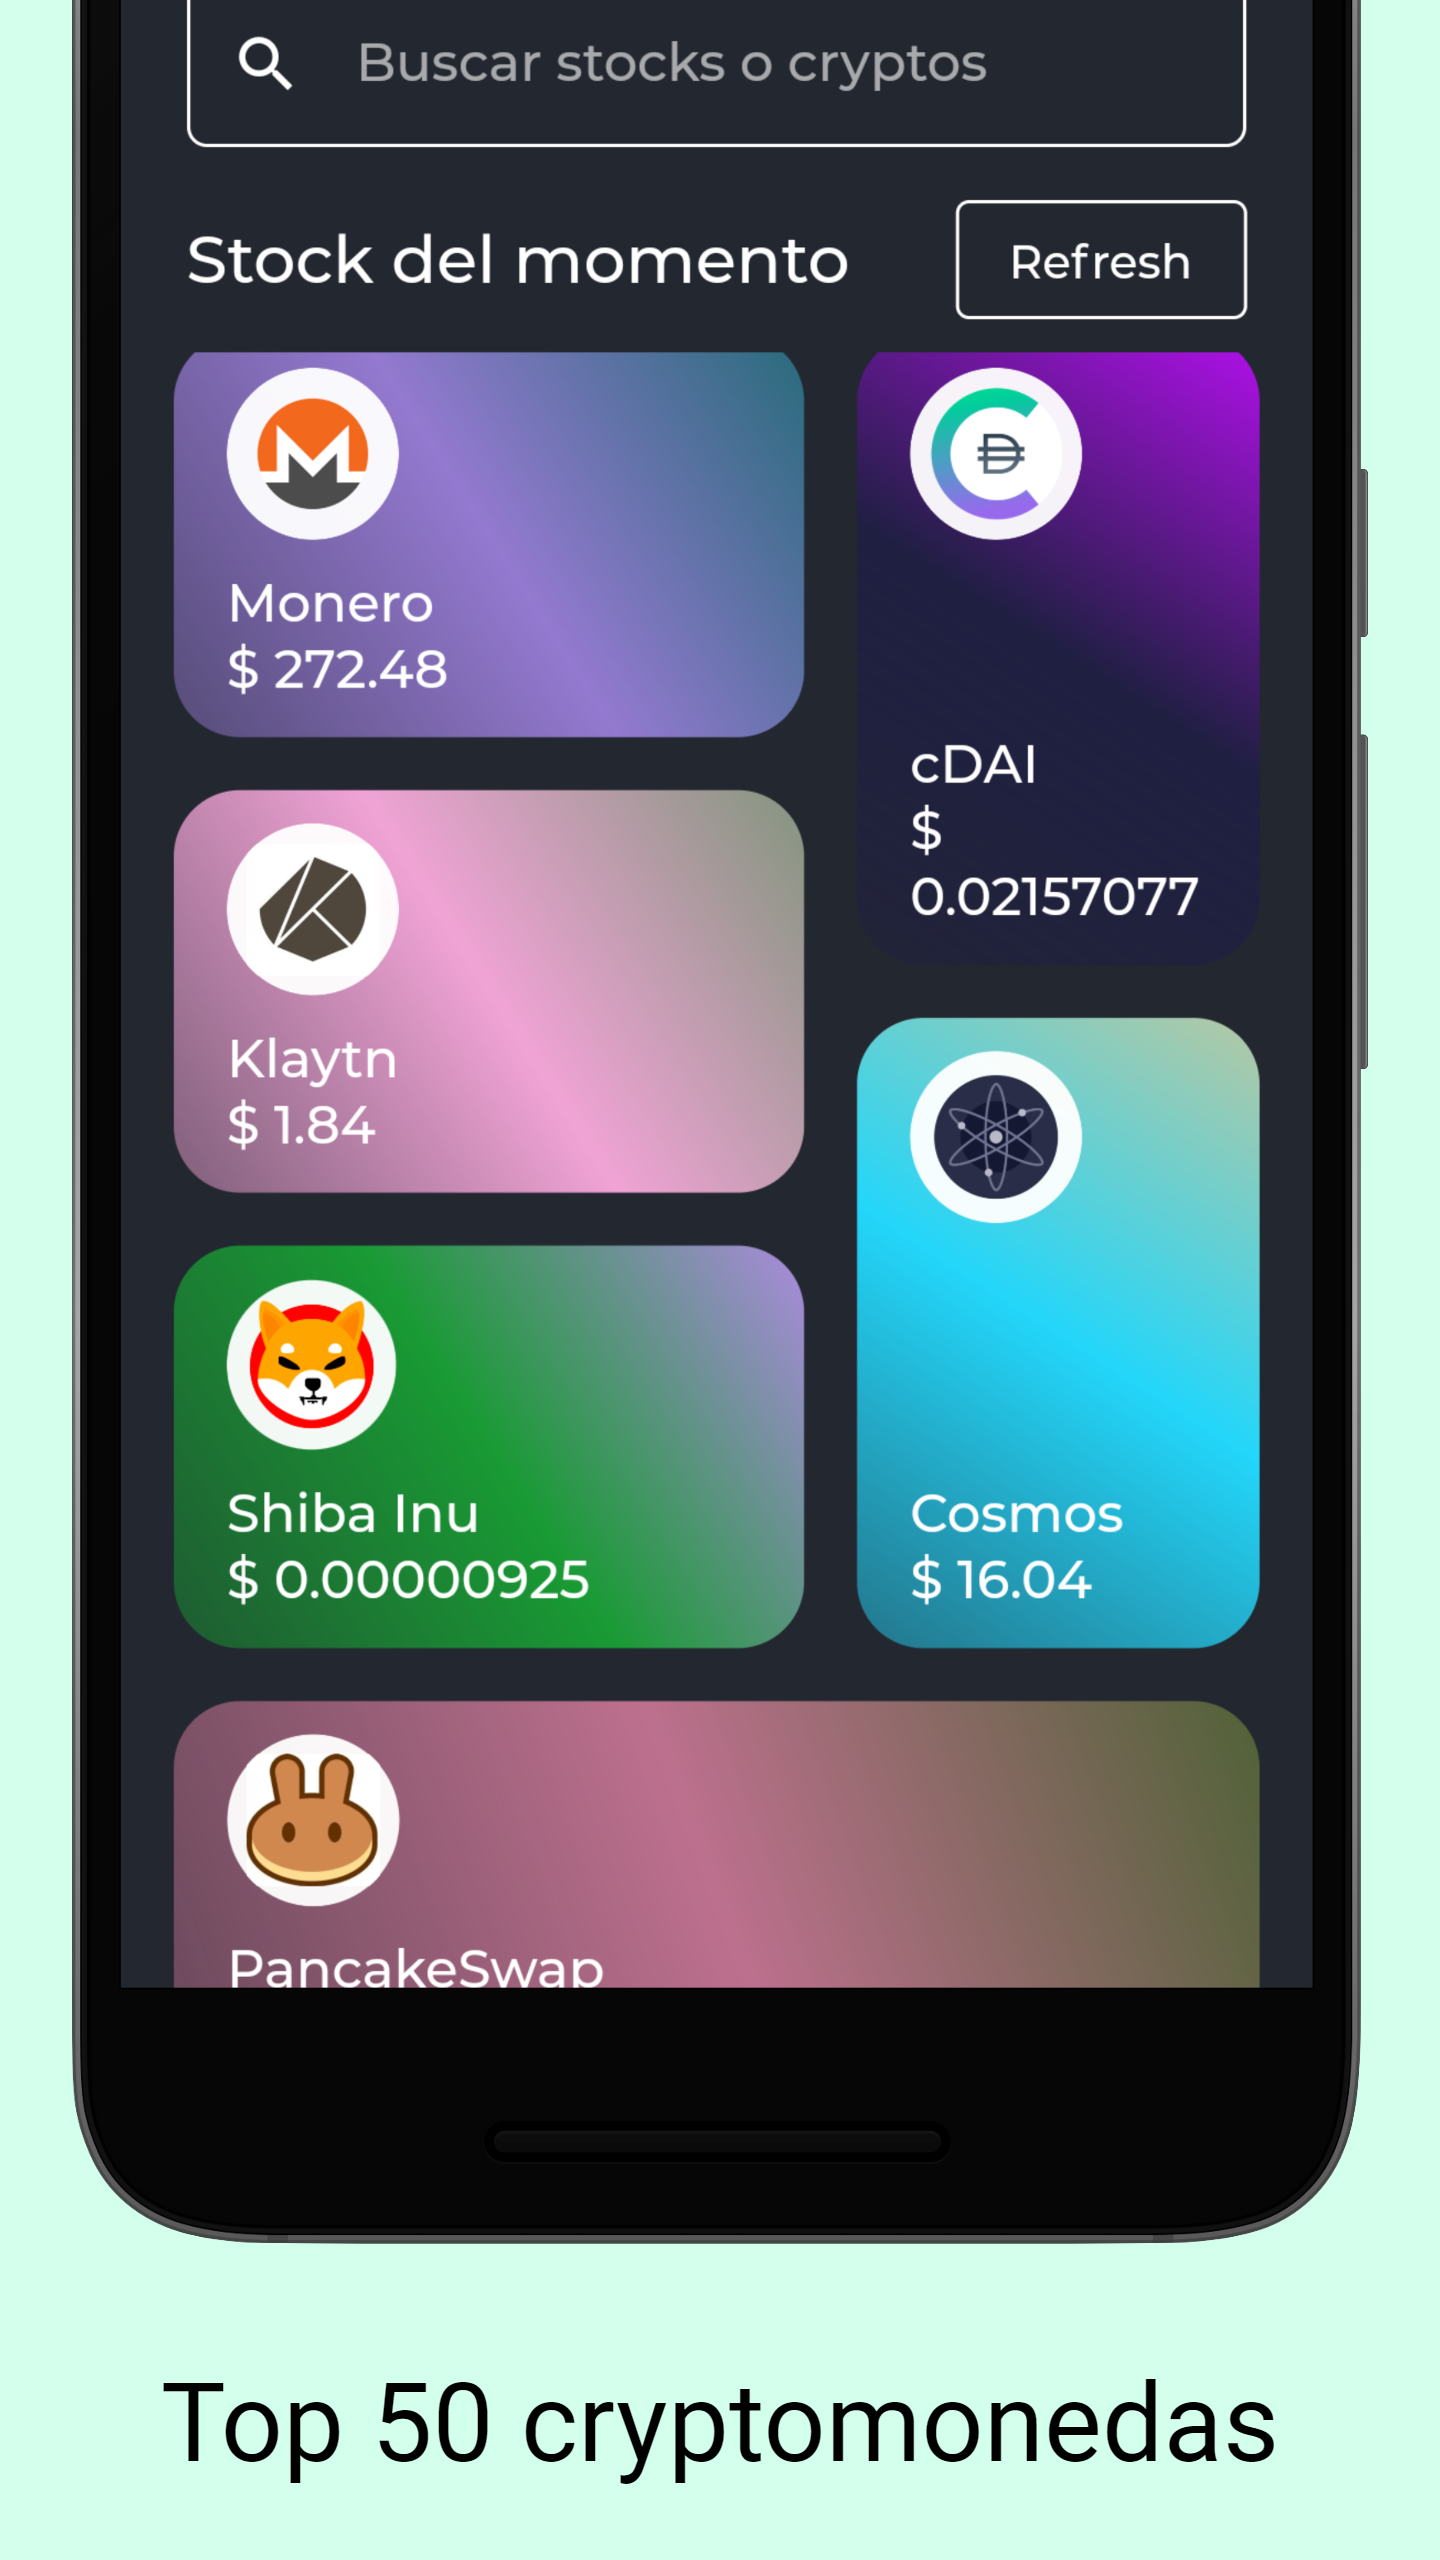 Buscar stocks o cryptos
Stock del momento
Refresh
Monero
$ 272.48
cDAI
$
0.02157077
Klaytn
$ 1.84
Shiba Inu
$ 0.00000925
Cosmos
$ 16.04
PancakeSwap
Top 50 cryptomonedas